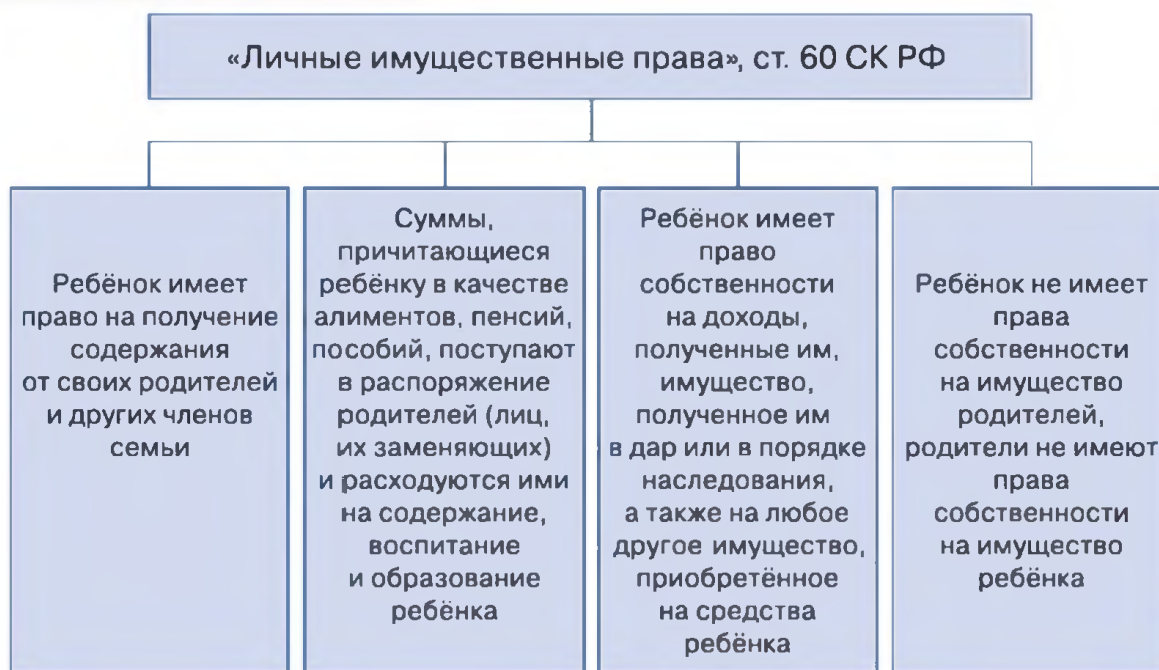 «Личные имущественные права», ст. 60 СК РФ
Ребёнок имеет
право на получение
содержания
от своих родителей
и других членов
семьи
Суммы,
причитающиеся
ребёнку в качестве
алиментов, пенсий,
пособий, поступают
в распоряжение
родителей (лиц,
их заменяющих)
и расходуются ими
на содержание,
воспитание
и образование
ребёнка
Ребёнок имеет
право
собственности
на доходы,
полученные им,
имущество,
полученное им
в дар или в порядке
наследования,
а также на любое
другое имущество,
приобретённое
на средства
ребёнка
Ребёнок не имеет
права
собственности
на имущество
родителей,
родители не имеют
права
собственности
на имущество
ребёнка